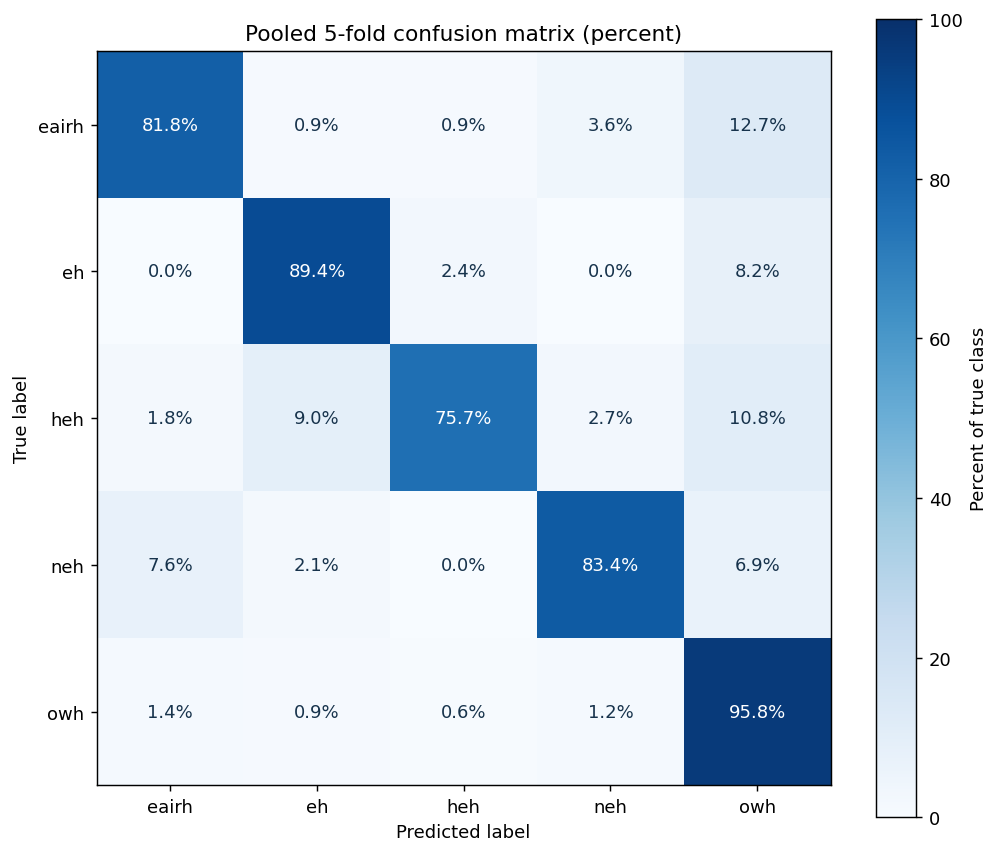 Pooled 5-fold confusion matrix (percent)
eairh 81.8% 0.9% 0.9% 3.6% 12.7%
eh 0.0% 89.4% 2.4% 0.0% 8.2%
heh 1.8% 9.0% 75.7% 2.7% 10.8%
neh 7.6% 2.1% 0.0% 83.4% 6.9%
owh 1.4% 0.9% 0.6% 1.2% 95.8%
eairh eh heh neh owh
Predicted label
True label
100
80
60
40
20
0
Percent of true class